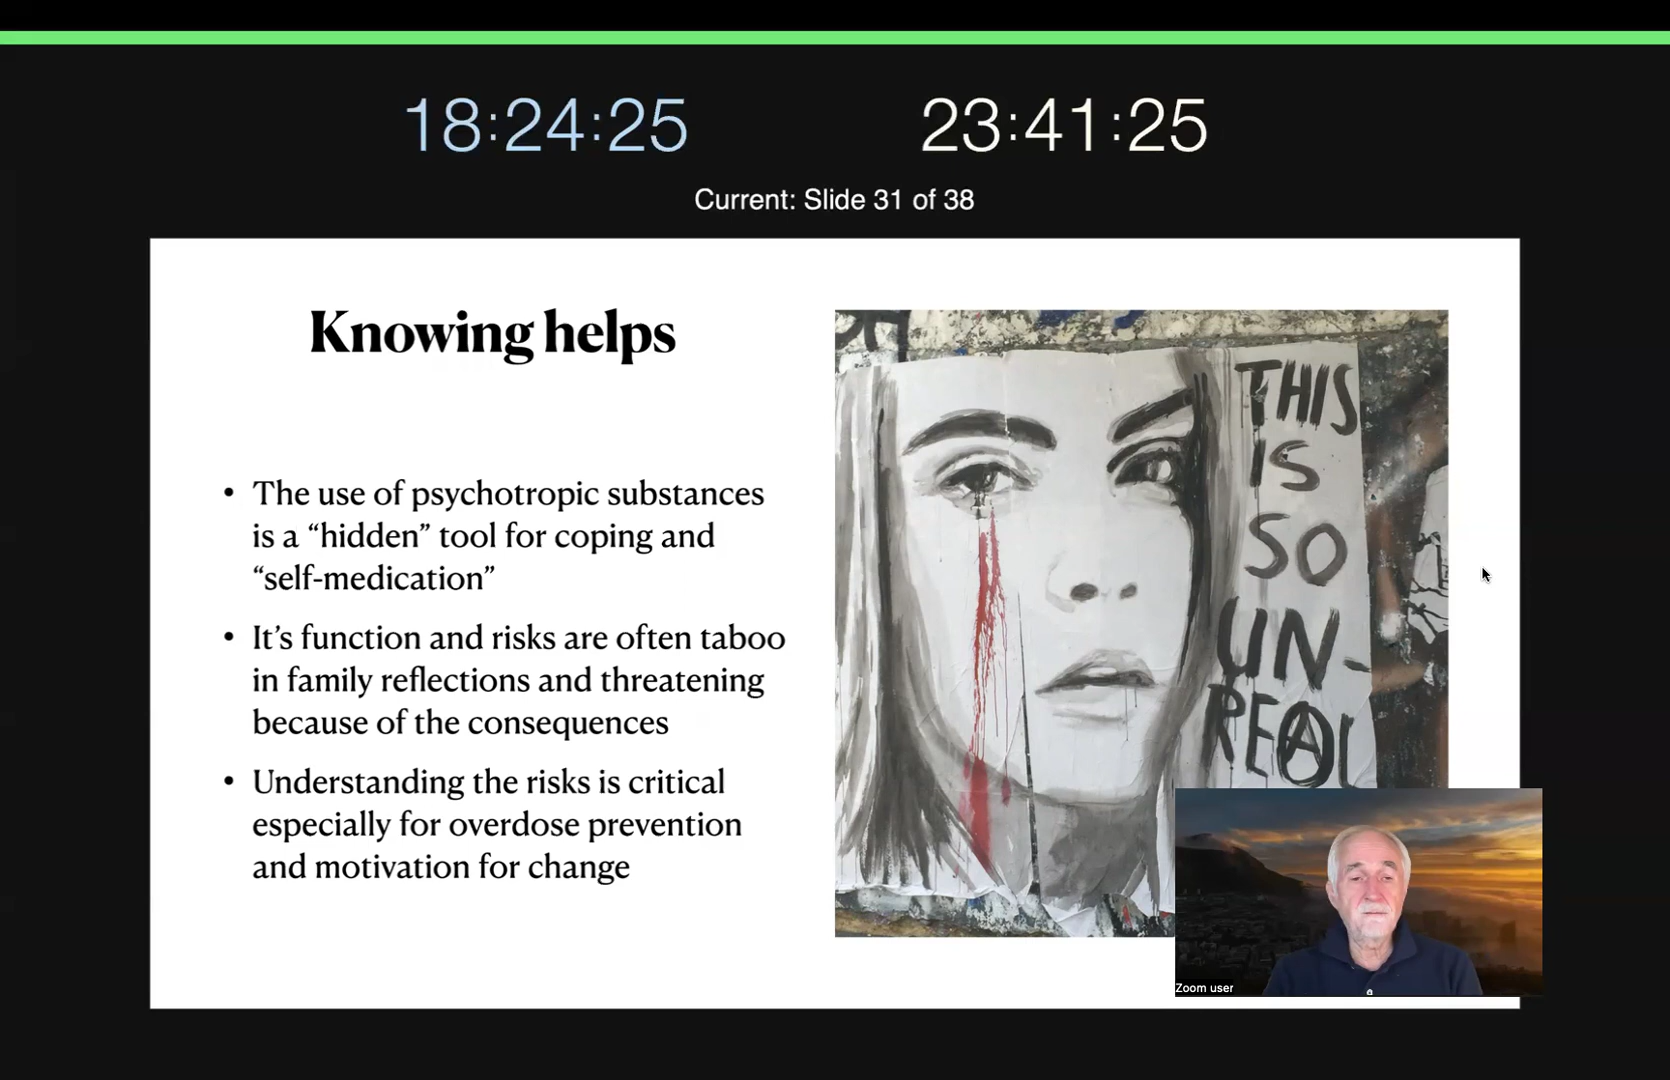 18:24:25
23:41:25
Current: Slide 31 of 38
Knowing helps
• The use of psychotropic substances
is a “hidden” tool for coping and
“self-medication”
• It’s function and risks are often taboo
in family reflections and threatening
because of the consequences
• Understanding the risks is critical
especially for overdose prevention
and motivation for change
THIS
IS
SO
UN-
REAL
Zoom user